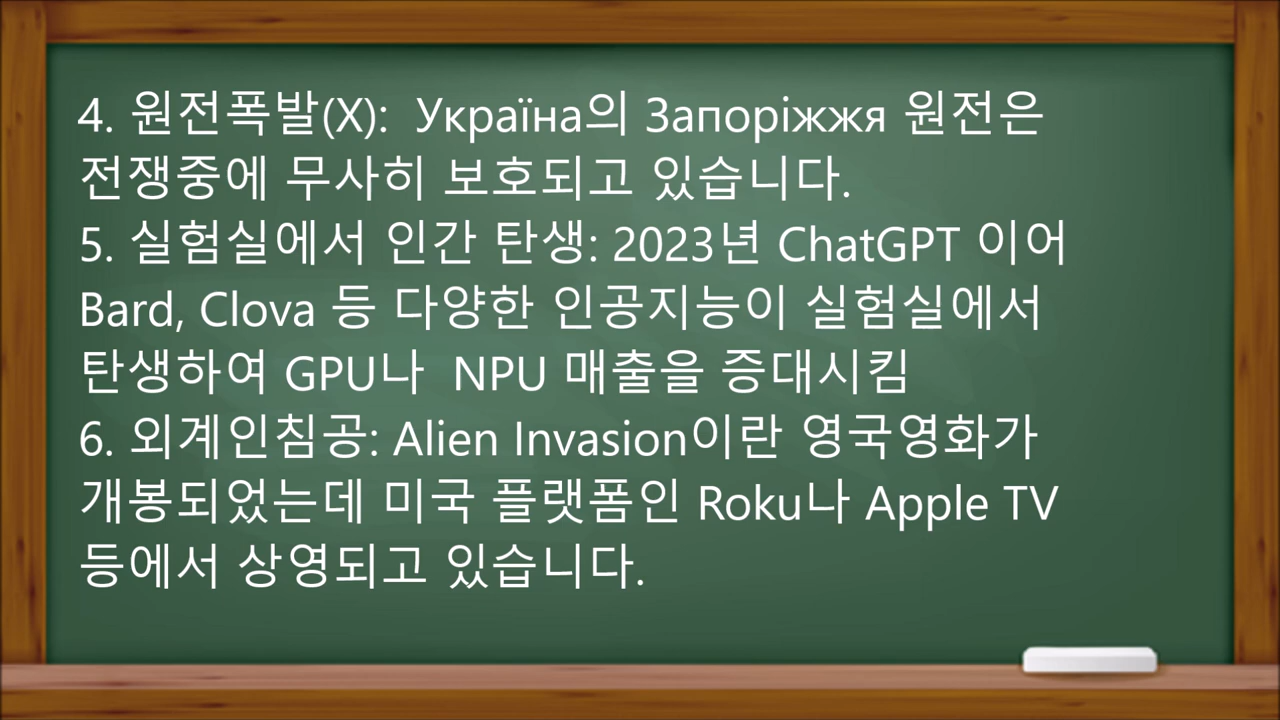 4. 원전폭발(X):  Україна의 Запоріжжя 원전은
전쟁중에 무사히 보호되고 있습니다.
5. 실험실에서 인간 탄생: 2023년 ChatGPT 이어
Bard, Clova 등 다양한 인공지능이 실험실에서
탄생하여 GPU나  NPU 매출을 증대시킴
6. 외계인침공: Alien Invasion이란 영국영화가
개봉되었는데 미국 플랫폼인 Roku나 Apple TV
등에서 상영되고 있습니다.